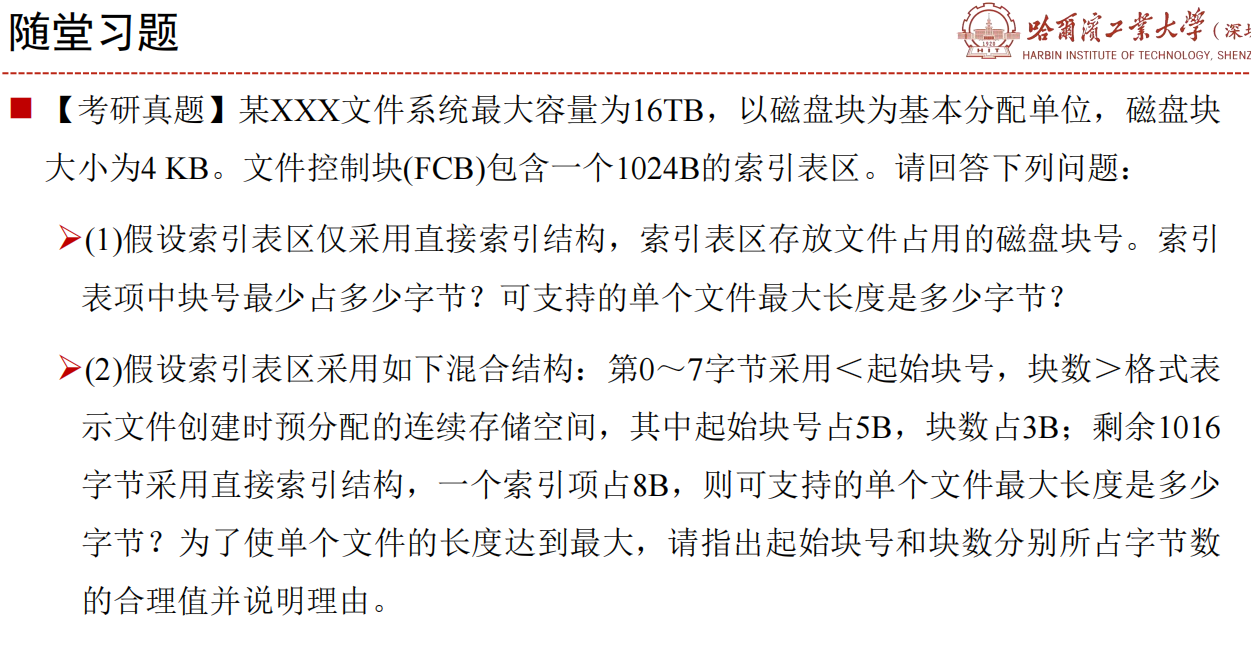 随堂习题
哈爾濱工業大學(深圳
HARBIN INSTITUTE OF TECHNOLOGY, SHENZ
1920
HIT
【考研真题】某XXX文件系统最大容量为16TB，以磁盘块为基本分配单位，磁盘块
大小为4 KB。文件控制块(FCB)包含一个1024B的索引表区。请回答下列问题：
(1)假设索引表区仅采用直接索引结构，索引表区存放文件占用的磁盘块号。索引
表项中块号最少占多少字节？可支持的单个文件最大长度是多少字节？
(2)假设索引表区采用如下混合结构：第0～7字节采用＜起始块号，块数＞格式表
示文件创建时预分配的连续存储空间，其中起始块号占5B，块数占3B；剩余1016
字节采用直接索引结构，一个索引项占8B，则可支持的单个文件最大长度是多少
字节？为了使单个文件的长度达到最大，请指出起始块号和块数分别所占字节数
的合理值并说明理由。